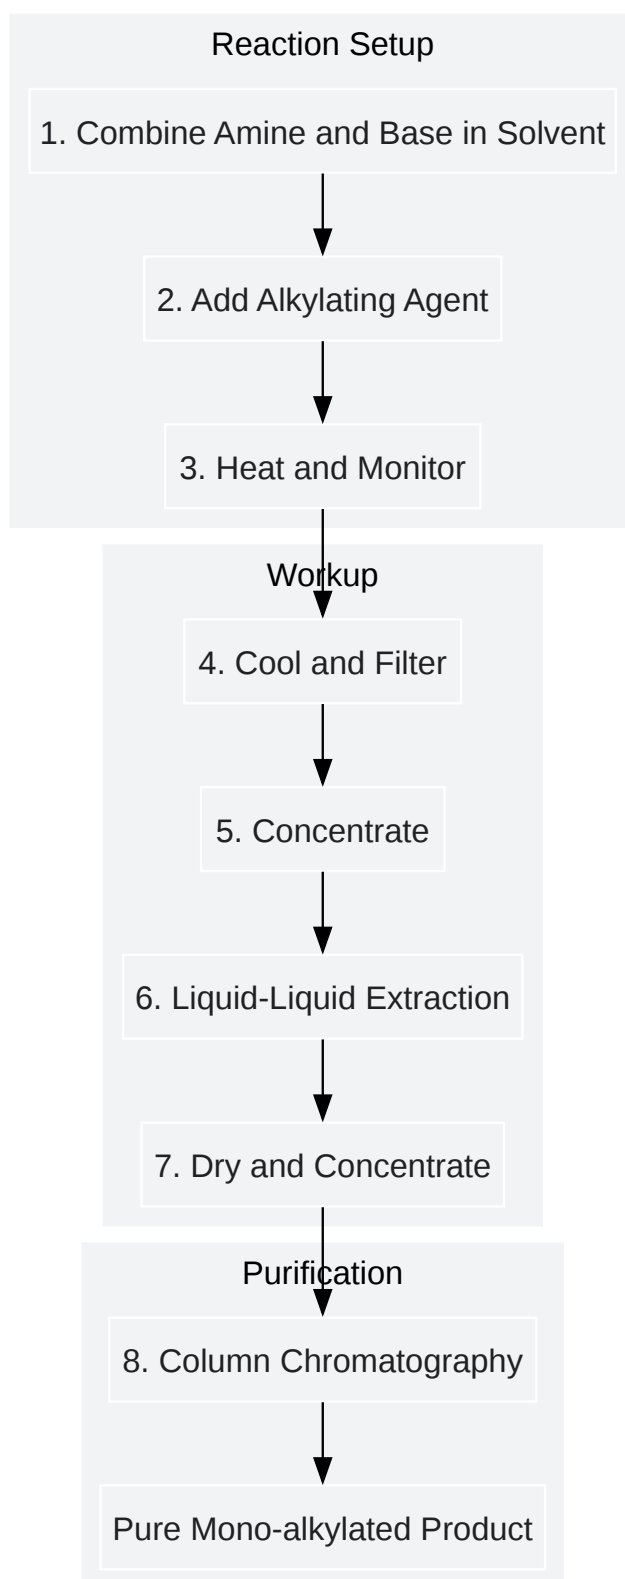 Reaction Setup
1. Combine Amine and Base in Solvent
2. Add Alkylating Agent
3. Heat and Monitor
Workup
4. Cool and Filter
5. Concentrate
6. Liquid-Liquid Extraction
7. Dry and Concentrate
Purification
8. Column Chromatography
Pure Mono-alkylated Product